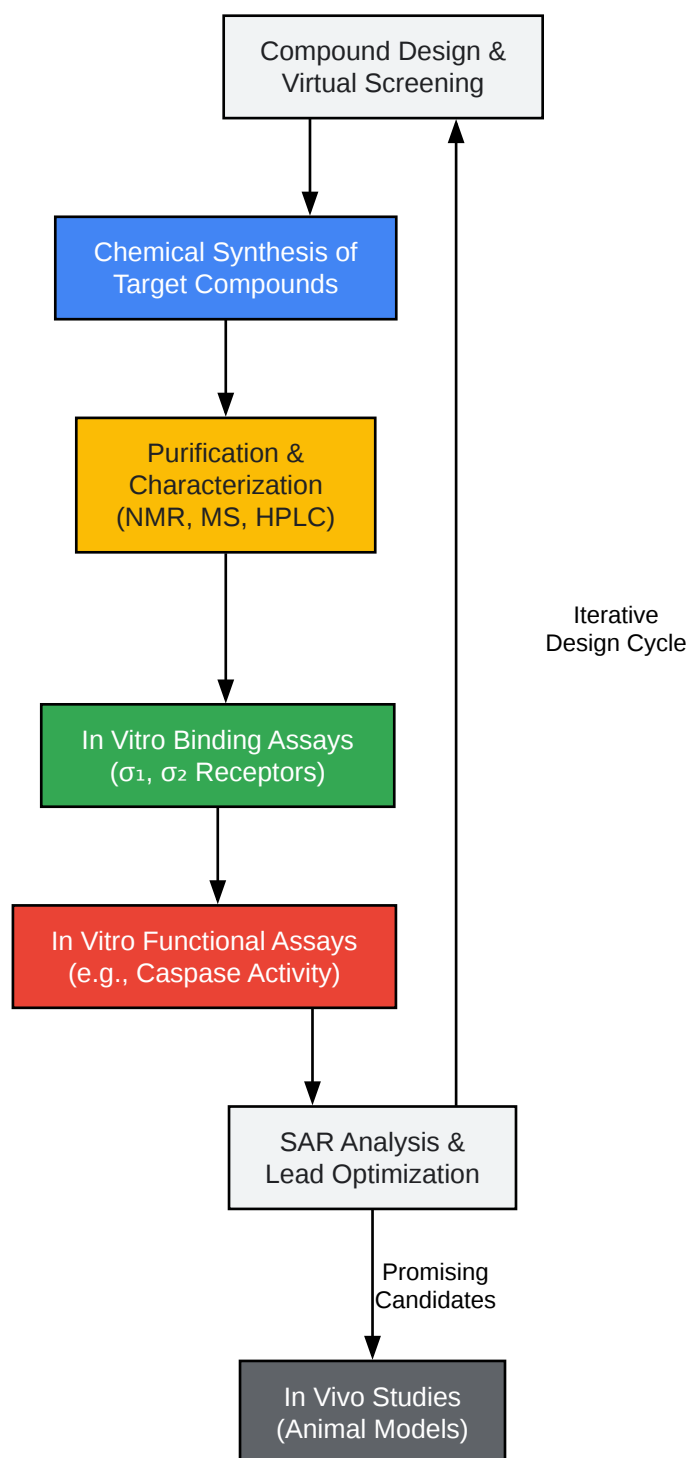 Compound Design &
Virtual Screening
Chemical Synthesis of
Target Compounds
Purification &
Characterization
(NMR, MS, HPLC)
Iterative
Design Cycle
In Vitro Binding Assays
(σ₁, σ₂ Receptors)
In Vitro Functional Assays
(e.g., Caspase Activity)
SAR Analysis &
Lead Optimization
Promising
Candidates
In Vivo Studies
(Animal Models)